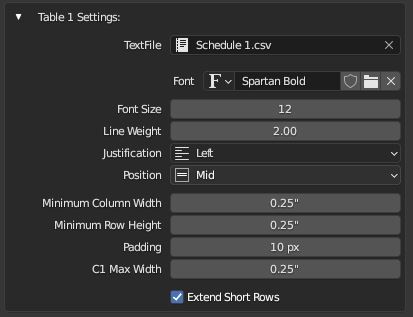 Table 1 Settings:
TextFile Schedule 1.csv
Font F Spartan Bold
Font Size 12
Line Weight 2.00
Justification Left
Position Mid
Minimum Column Width 0.25"
Minimum Row Height 0.25"
Padding 10 px
C1 Max Width 0.25"
Extend Short Rows